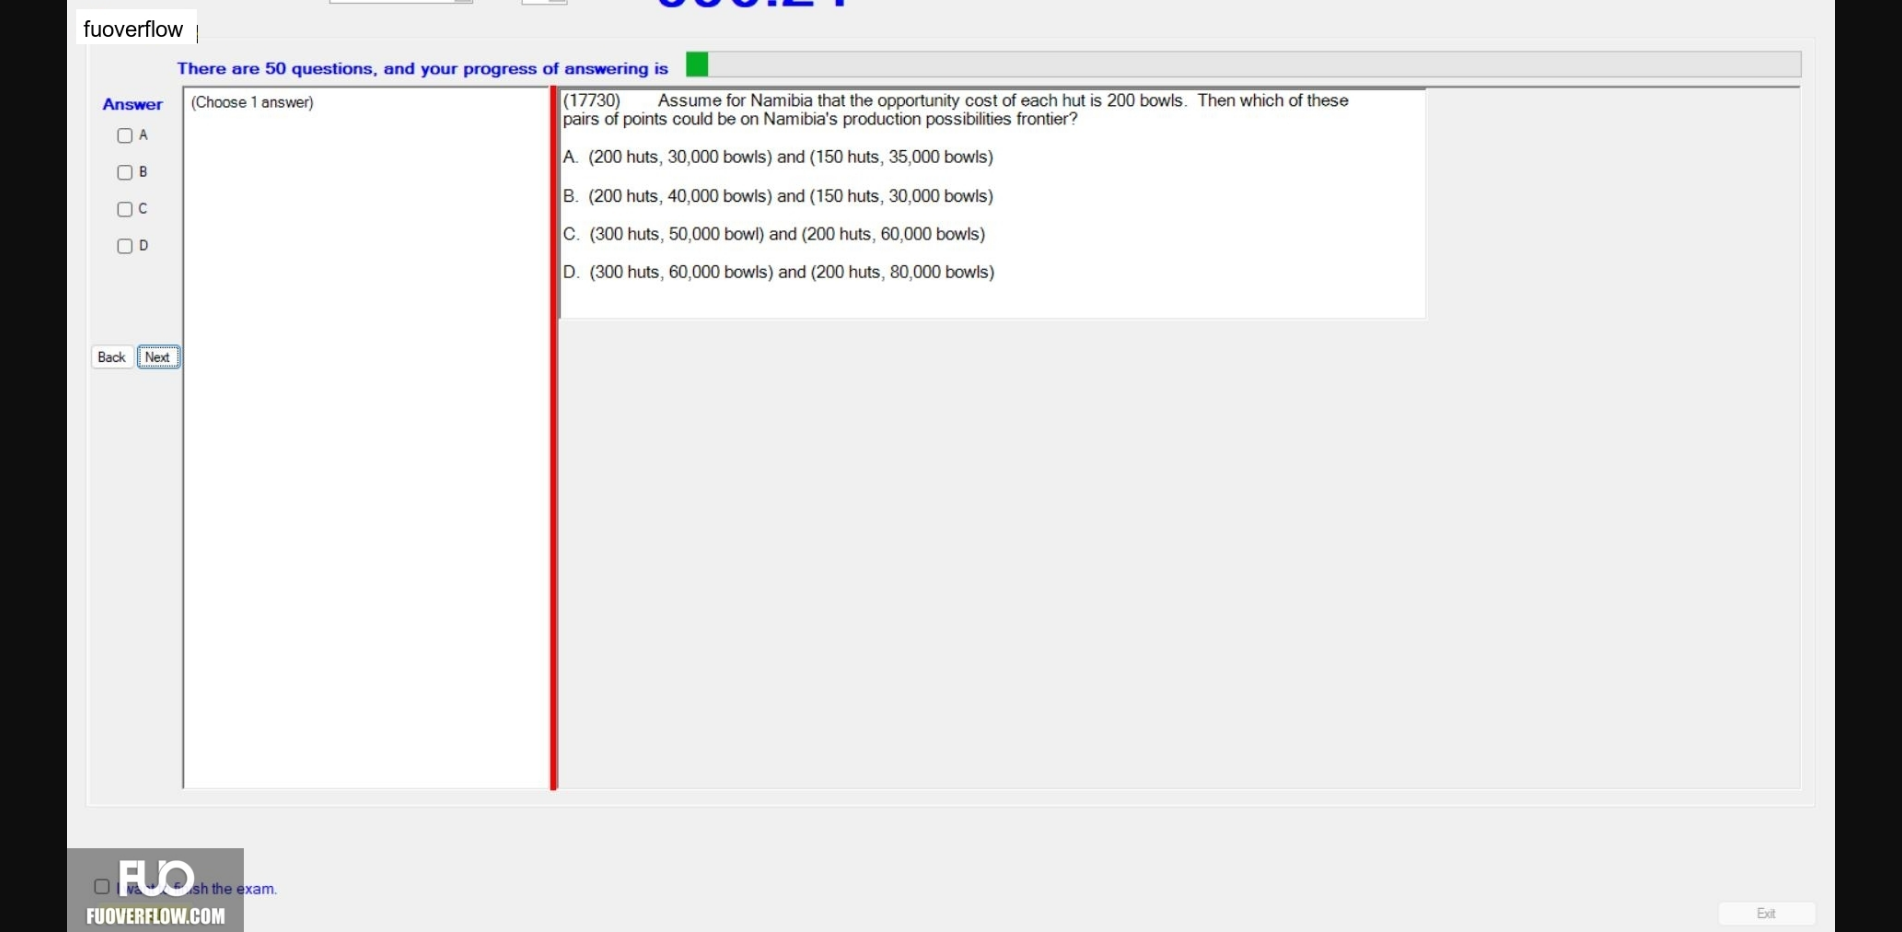 fuoverflow
There are 50 questions, and your progress of answering is
Answer
(Choose 1 answer)
A
B
C
D
Back
Next
(17730) Assume for Namibia that the opportunity cost of each hut is 200 bowls. Then which of these
pairs of points could be on Namibia's production possibilities frontier?
A. (200 huts, 30,000 bowls) and (150 huts, 35,000 bowls)
B. (200 huts, 40,000 bowls) and (150 huts, 30,000 bowls)
C. (300 huts, 50,000 bowl) and (200 huts, 60,000 bowls)
D. (300 huts, 60,000 bowls) and (200 huts, 80,000 bowls)
the exam.
FUO
FUOVERFLOW.COM
Exit